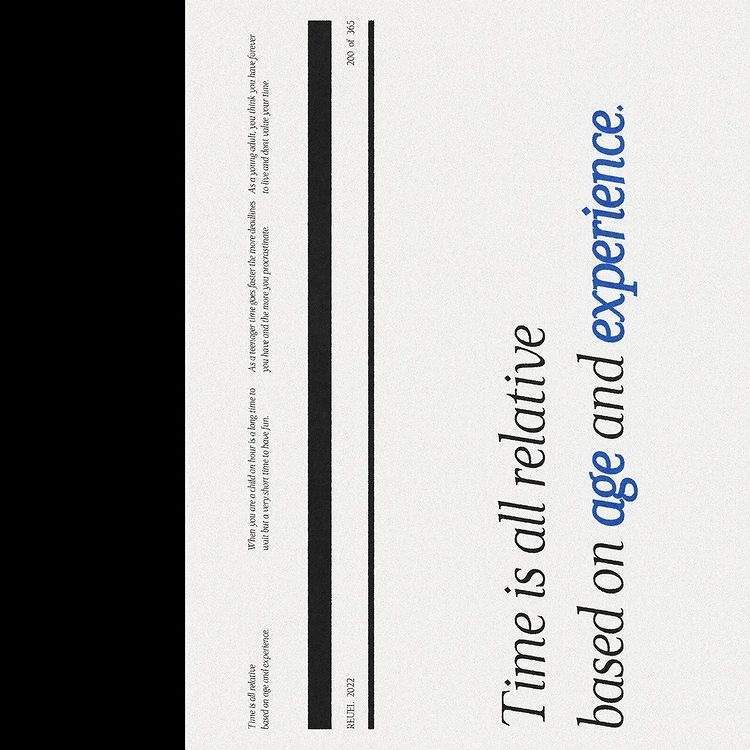 Time is all relative
based on age and experience.
When you are a child an hour is a long time to
wait but a very short time to have fun.
As a teenager time goes faster the more deadlines
you have and the more you procrastinate.
As a young adult, you think you have forever
to live and dont value your time.
REUEL 2022
200 of 365
Time is all relative
based on age and experience.